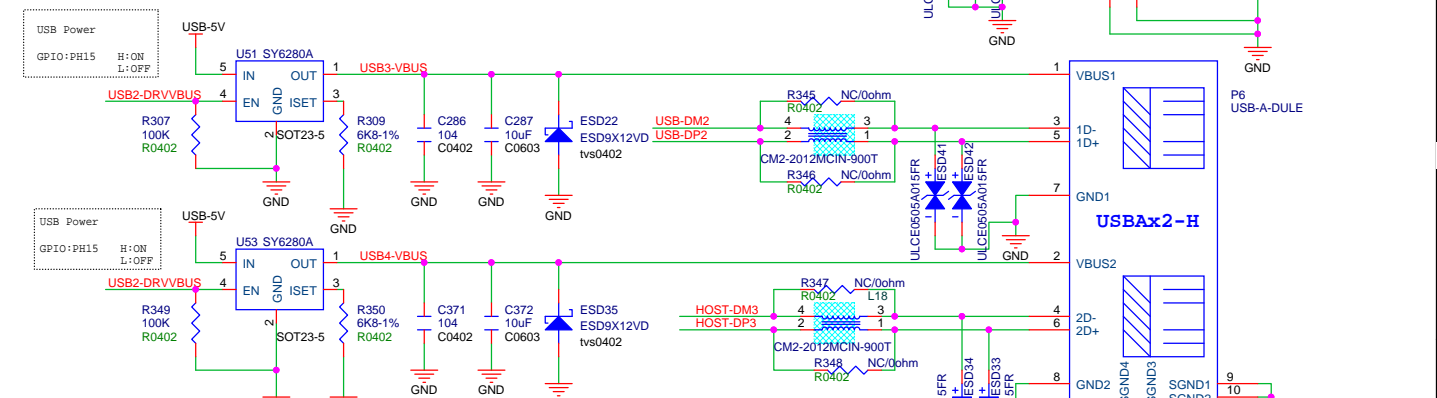 USB Power
GPIO:PH15 H:ON
L:OFF
USB-5V
U51 SY6280A
5 IN OUT 1
USB3-VBUS
USB2-DRVVBUS
4 EN GND ISET 3
2
SOT23-5
R307
100K
R0402
R309
6K8-1%
R0402
GND
GND
C286
104
C0402
GND
C287
10uF
C0603
GND
ESD22
ESD9X12VD
tvs0402
GND
USB-DM2
USB-DP2
R345 NC/0ohm
R0402
4 3
2 1
CM2-2012MCIN-900T
R346 NC/0ohm
R0402
ESD41
ULCE0505A015FR
ESD42
ULCE0505A015FR
+ +
GND
GND
GND
1 VBUS1
3 1D-
5 1D+
7 GND1
P6
USB-A-DULE
USBAx2-H
USB Power
GPIO:PH15 H:ON
L:OFF
USB-5V
U53 SY6280A
5 IN OUT 1
USB4-VBUS
USB2-DRVVBUS
4 EN GND ISET 3
2
SOT23-5
R349
100K
R0402
R350
6K8-1%
R0402
C371
104
C0402
GND
C372
10uF
C0603
GND
ESD35
ESD9X12VD
tvs0402
HOST-DM3
HOST-DP3
R347 NC/0ohm
R0402 L18
4 3
2 1
CM2-2012MCIN-900T
R348 NC/0ohm
R0402
ESD34
5FR
ESD33
5FR
+ +
2 VBUS2
4 2D-
6 2D+
8 GND2
SGND1 9
10